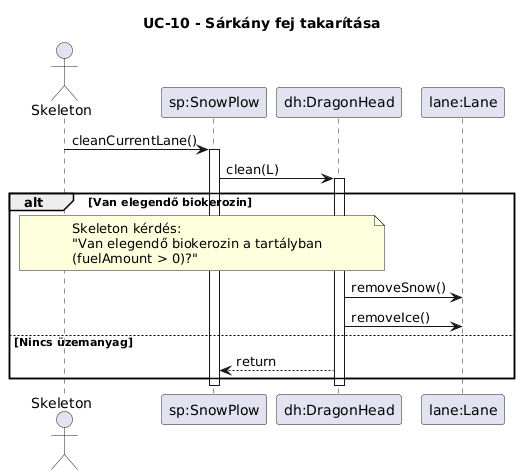 UC-10 - Sárkány fej takarítása
Skeleton
sp:SnowPlow
dh:DragonHead
lane:Lane
cleanCurrentLane()
clean(L)
alt
[Van elegendő biokerozin]
Skeleton kérdés:
"Van elegendő biokerozin a tartályban
(fuelAmount > 0)?"
removeSnow()
removeIce()
[Nincs üzemanyag]
return
Skeleton
sp:SnowPlow
dh:DragonHead
lane:Lane